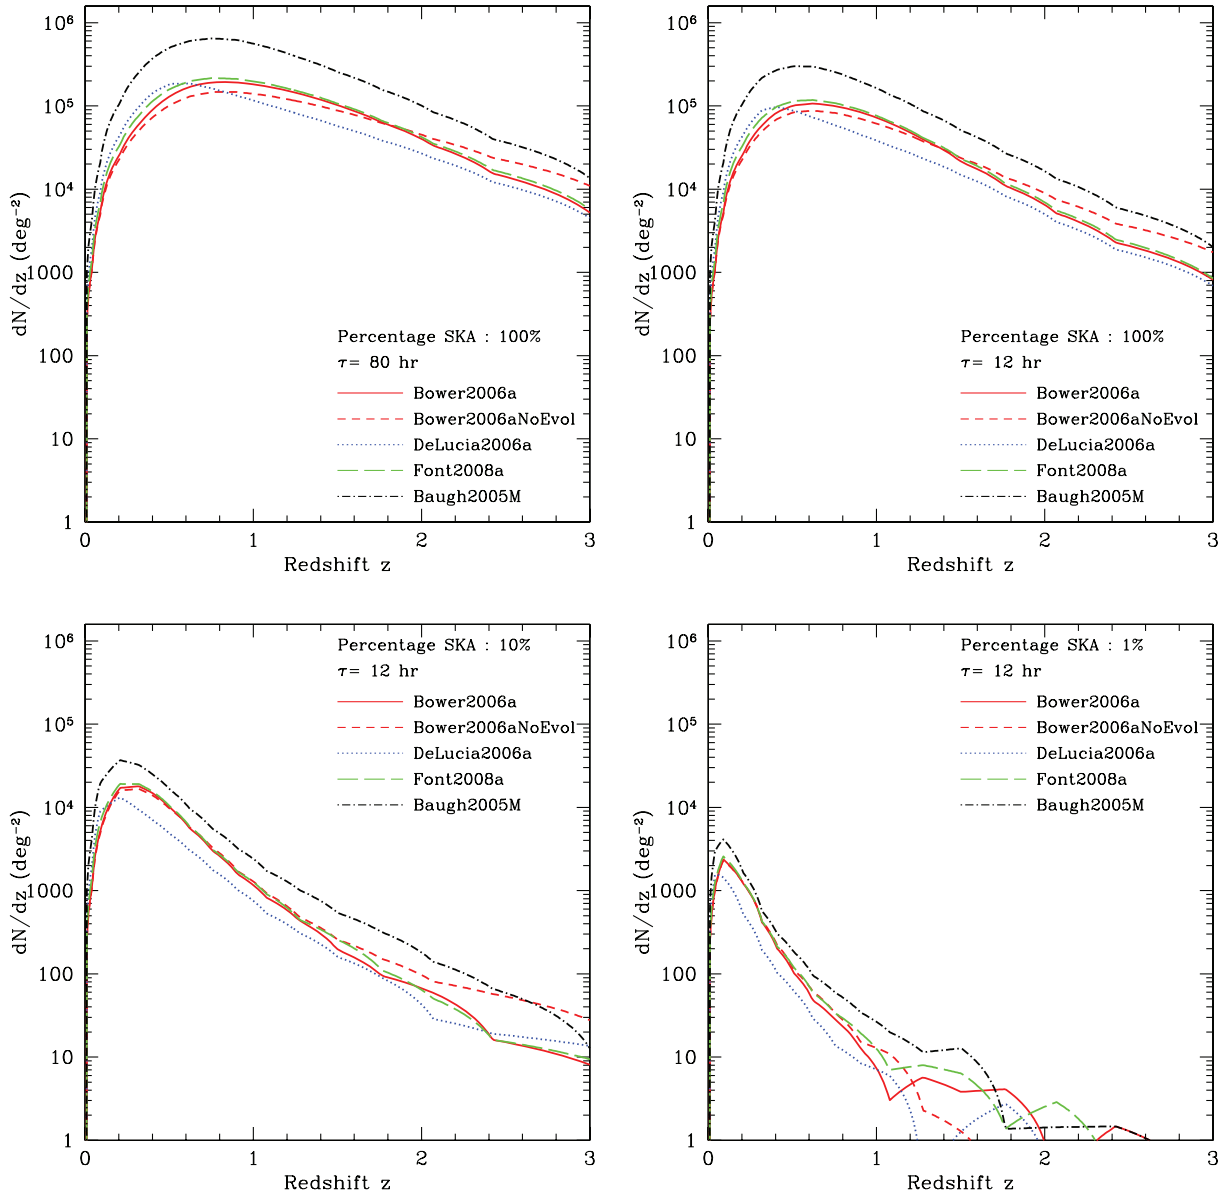 10⁶
10⁵
10⁴
1000
100
10
1
dN/dz (deg⁻²)
Percentage SKA : 100%
τ= 80 hr
Bower2006a
Bower2006aNoEvol
DeLucia2006a
Font2008a
Baugh2005M
0 1 2 3
Redshift z
10⁶
10⁵
10⁴
1000
100
10
1
dN/dz (deg⁻²)
Percentage SKA : 100%
τ= 12 hr
Bower2006a
Bower2006aNoEvol
DeLucia2006a
Font2008a
Baugh2005M
0 1 2 3
Redshift z
10⁶
10⁵
10⁴
1000
100
10
1
dN/dz (deg⁻²)
Percentage SKA : 10%
τ= 12 hr
Bower2006a
Bower2006aNoEvol
DeLucia2006a
Font2008a
Baugh2005M
0 1 2 3
Redshift z
10⁶
10⁵
10⁴
1000
100
10
1
dN/dz (deg⁻²)
Percentage SKA : 1%
τ= 12 hr
Bower2006a
Bower2006aNoEvol
DeLucia2006a
Font2008a
Baugh2005M
0 1 2 3
Redshift z